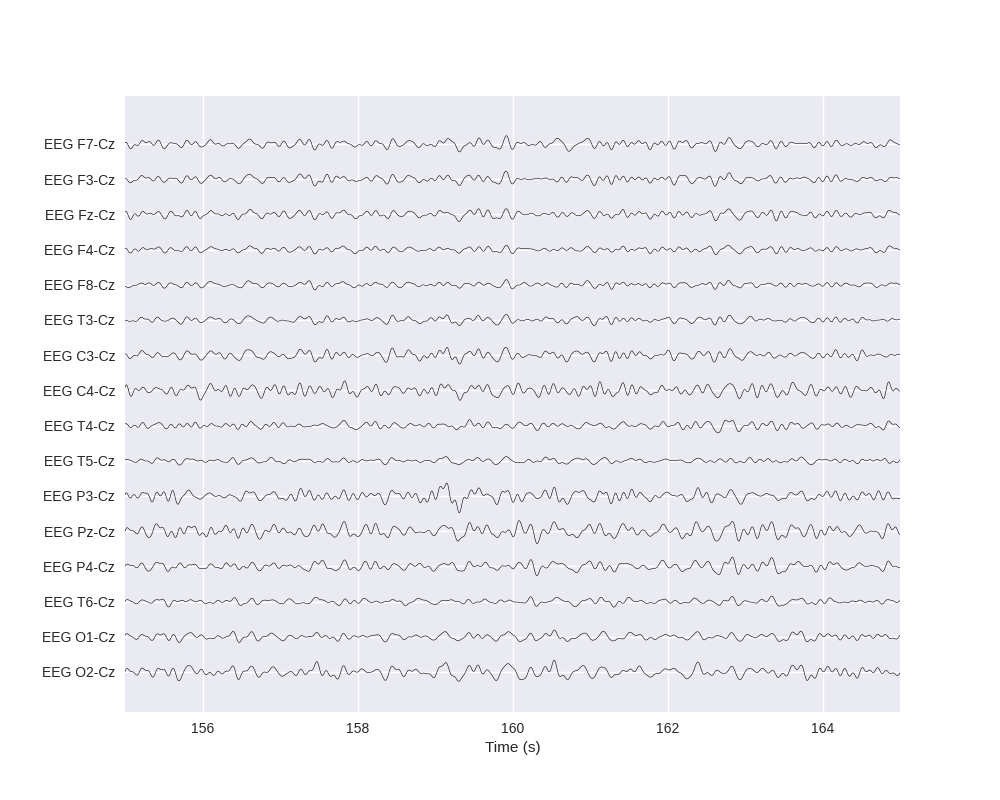 EEG F7-Cz
EEG F3-Cz
EEG Fz-Cz
EEG F4-Cz
EEG F8-Cz
EEG T3-Cz
EEG C3-Cz
EEG C4-Cz
EEG T4-Cz
EEG T5-Cz
EEG P3-Cz
EEG Pz-Cz
EEG P4-Cz
EEG T6-Cz
EEG O1-Cz
EEG O2-Cz
156 158 160 162 164
Time (s)